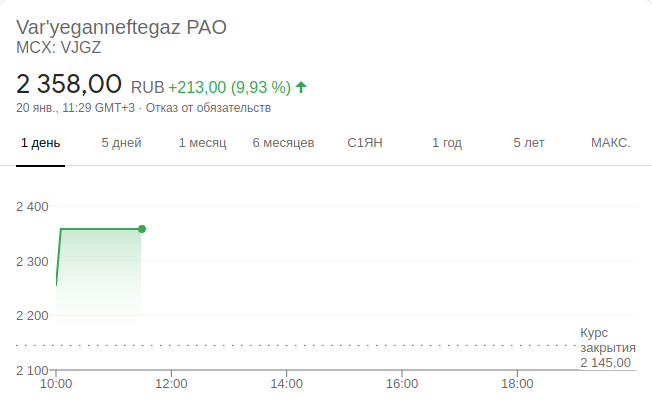 Var'yeganneftegaz PAO
MCX: VJGZ
2 358,00 RUB +213,00 (9,93 %)
20 янв., 11:29 GMT+3 · Отказ от обязательств
1 день 5 дней 1 месяц 6 месяцев С1ЯН 1 год 5 лет МАКС.
2 400
2 300
2 200
Курс
закрытия
2 145,00
2 100
10:00 12:00 14:00 16:00 18:00